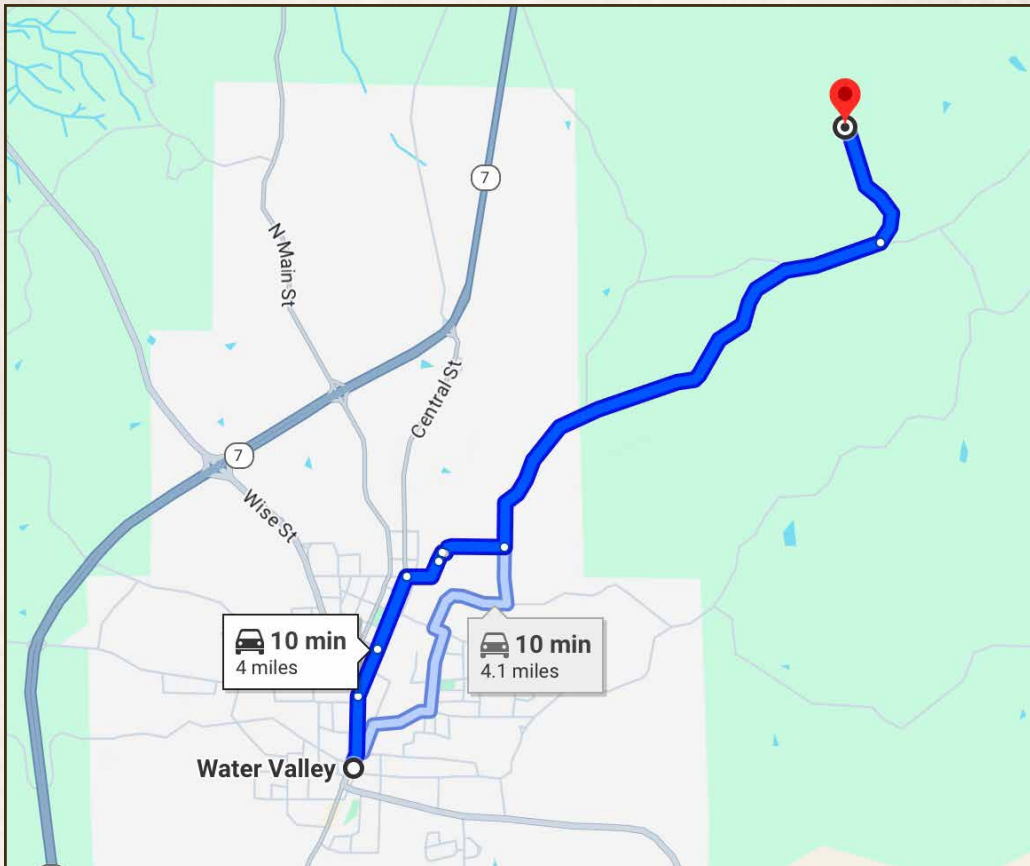 7
N Main St
Central St
7
Wise St
10 min
4 miles
10 min
4.1 miles
Water Valley